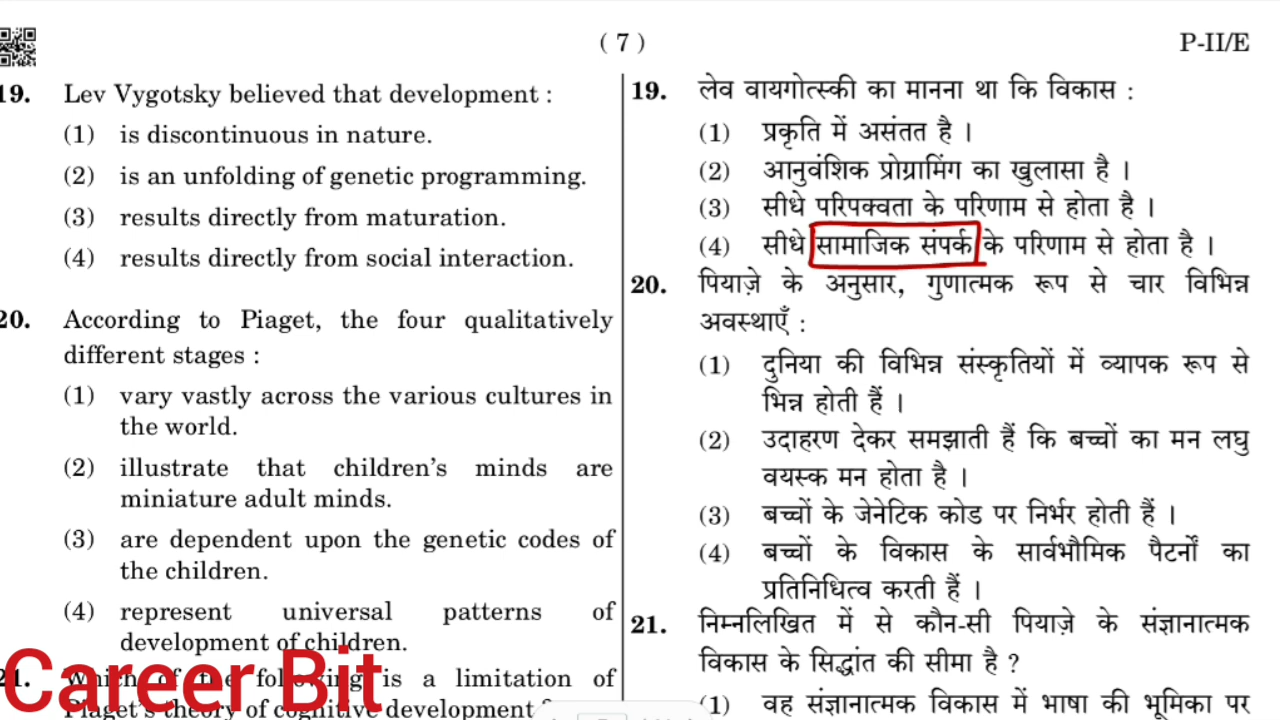 ( 7 )
P-II/E
19. Lev Vygotsky believed that development :
(1) is discontinuous in nature.
(2) is an unfolding of genetic programming.
(3) results directly from maturation.
(4) results directly from social interaction.
20. According to Piaget, the four qualitatively
different stages :
(1) vary vastly across the various cultures in
the world.
(2) illustrate that children's minds are
miniature adult minds.
(3) are dependent upon the genetic codes of
the children.
(4) represent universal patterns of
development of children.
21. Which of the following is a limitation of
Piaget's theory of cognitive development ?
19. लेव वायगोत्स्की का मानना था कि विकास :
(1) प्रकृति में असंतत है ।
(2) आनुवंशिक प्रोग्रामिंग का खुलासा है ।
(3) सीधे परिपक्वता के परिणाम से होता है ।
(4) सीधे सामाजिक संपर्क के परिणाम से होता है ।
20. पियाज़े के अनुसार, गुणात्मक रूप से चार विभिन्न
अवस्थाएँ :
(1) दुनिया की विभिन्न संस्कृतियों में व्यापक रूप से
भिन्न होती हैं ।
(2) उदाहरण देकर समझाती हैं कि बच्चों का मन लघु
वयस्क मन होता है ।
(3) बच्चों के जेनेटिक कोड पर निर्भर होती हैं ।
(4) बच्चों के विकास के सार्वभौमिक पैटर्नों का
प्रतिनिधित्व करती हैं ।
21. निम्नलिखित में से कौन-सी पियाज़े के संज्ञानात्मक
विकास के सिद्धांत की सीमा है ?
(1) वह संज्ञानात्मक विकास में भाषा की भूमिका पर
Career Bit